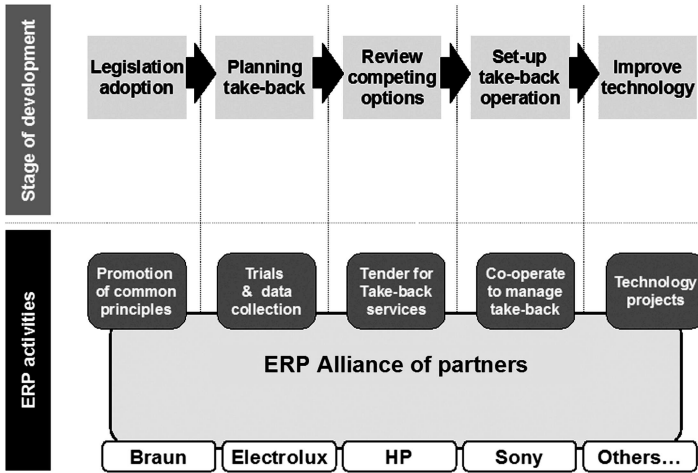 Stage of development
Legislation
adoption
Planning
take-back
Review
competing
options
Set-up
take-back
operation
Improve
technology
ERP activities
Promotion
of common
principles
Trials
& data
collection
Tender for
Take-back
services
Co-operate
to manage
take-back
Technology
projects
ERP Alliance of partners
Braun
Electrolux
HP
Sony
Others...